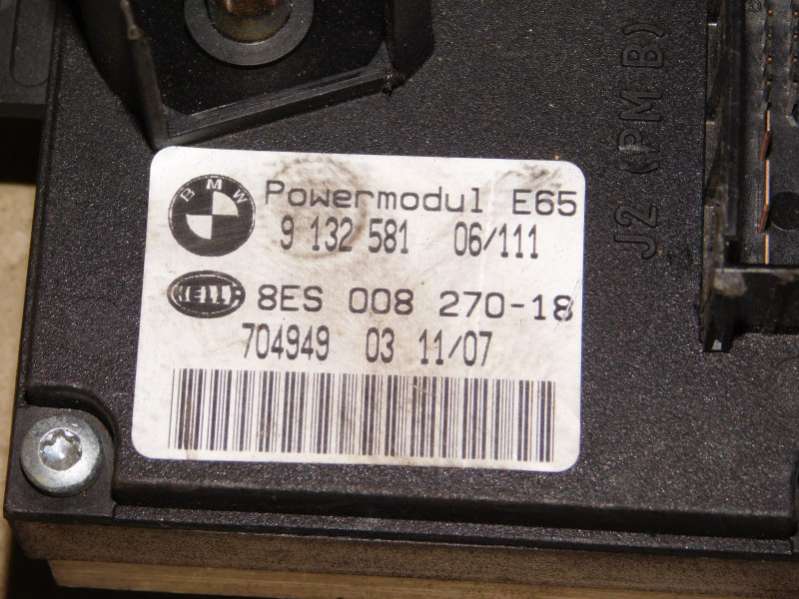 BMW
Powermodul E65
9 132 581 06/111
HELLA
8ES 008 270-18
704949 03 11/07
J2 (PM B)